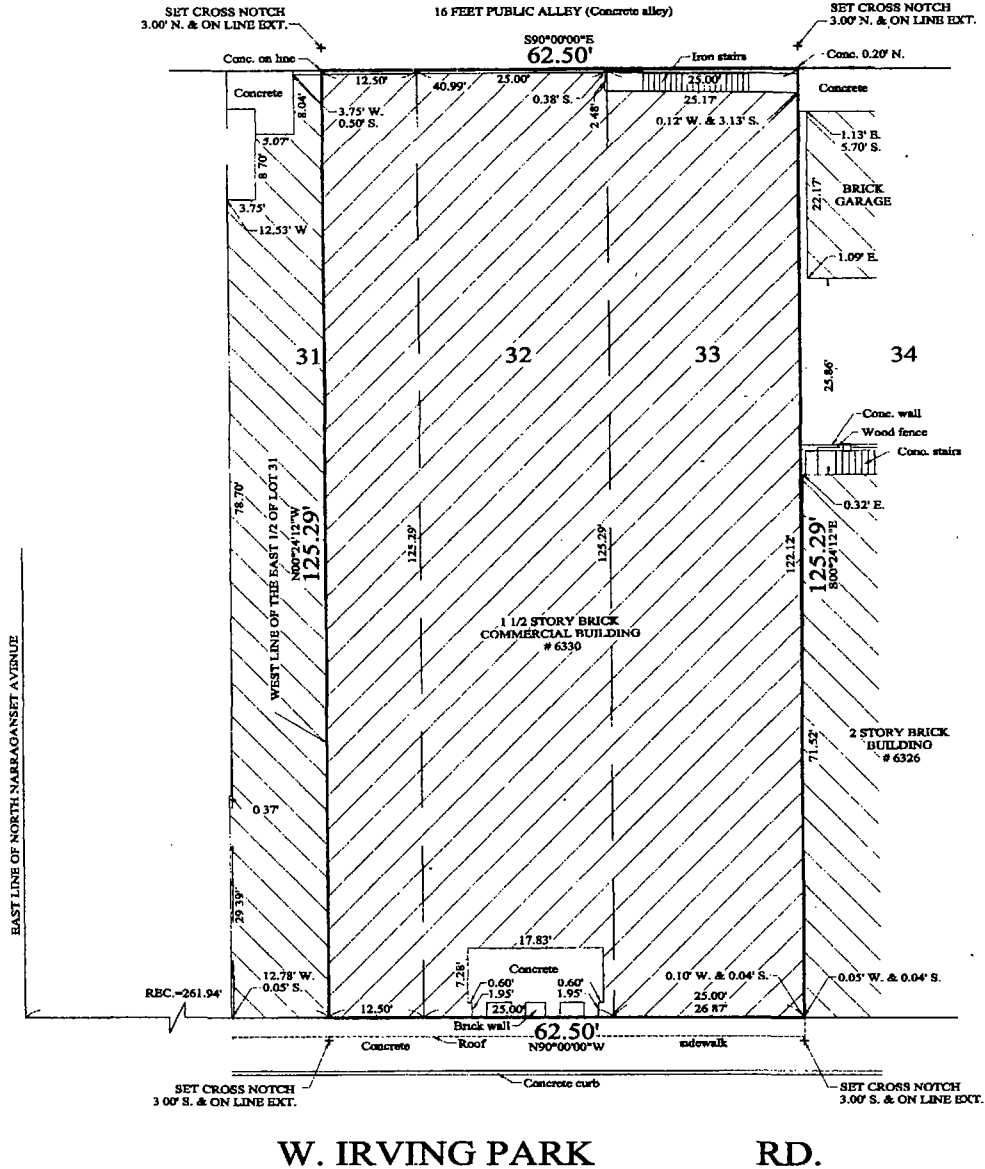 16 FEET PUBLIC ALLEY (Concrete alley)
SET CROSS NOTCH
3.00' N. & ON LINE EXT.
SET CROSS NOTCH
3.00' N. & ON LINE EXT.
S90°00'00"E
62.50'
Conc. on line
Iron stairs
Conc. 0.20' N.
12.50'
25.00'
25.00'
40.99'
Concrete
8.04'
3.75' W.
0.50' S.
0.38' S.
2.48'
25.17'
0.12' W. & 3.13' S.
Concrete
1.13' E.
5.70' S.
5.07'
8 70'
3.75'
12.53' W
22.17'
BRICK
GARAGE
1.09' E.
31
32
33
34
25.86'
Conc. wall
Wood fence
Conc. stairs
0.32' E.
78.70'
WEST LINE OF THE EAST 1/2 OF LOT 31
N00°24'12"W
125.29'
125.29'
125.29'
122.12'
125.29'
S00°24'12"E
1 1/2 STORY BRICK
COMMERCIAL BUILDING
# 6330
EAST LINE OF NORTH NARRAGANSET AVENUE
71.52'
2 STORY BRICK
BUILDING
# 6326
0 37'
29 39'
17.83'
7.28'
Concrete
0.60'
1.95'
0.60'
1.95'
12.78' W.
0.05' S.
0.10' W. & 0.04' S.
0.05' W. & 0.04' S.
REC.=261.94'
12.50'
25.00'
25.00'
26 87'
Brick wall
62.50'
N90°00'00"W
Concrete
Roof
sidewalk
SET CROSS NOTCH
3 00' S. & ON LINE EXT.
Concrete curb
SET CROSS NOTCH
3.00' S. & ON LINE EXT.
W. IRVING PARK RD.